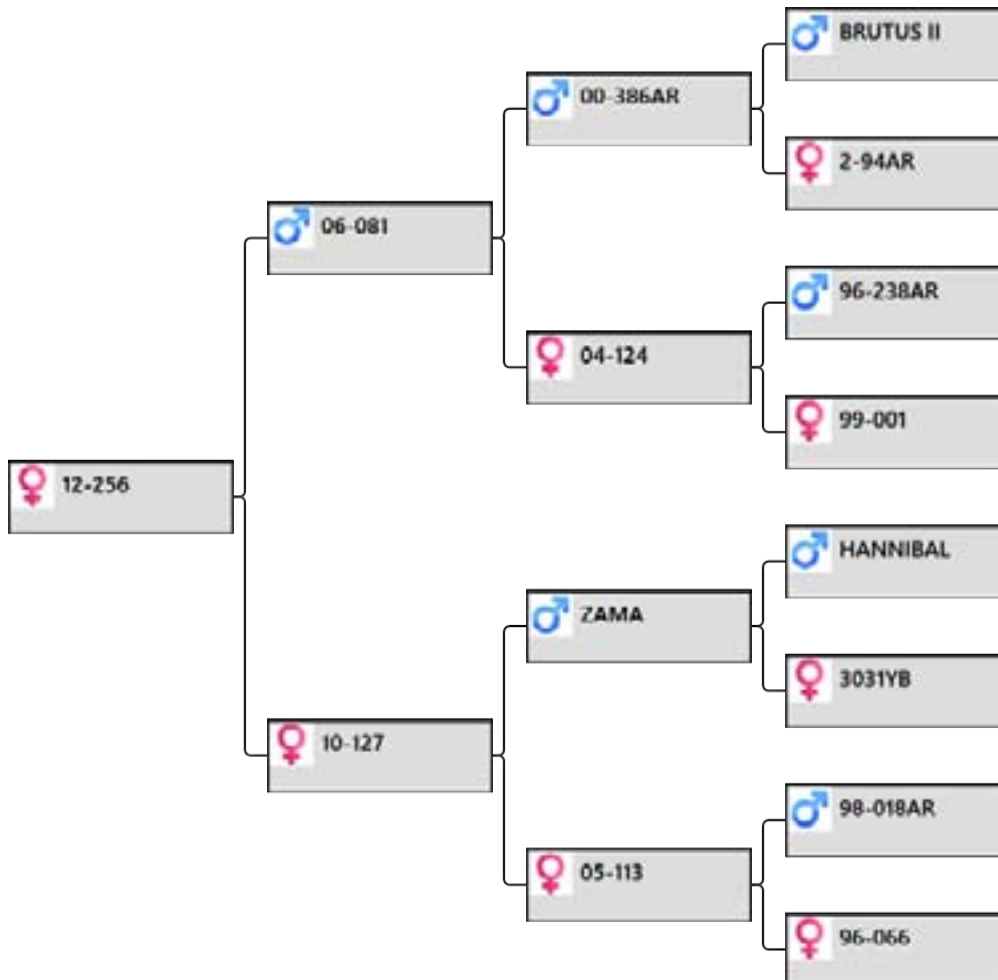 BRUTUS II
00-386AR
2-94AR
06-081
96-238AR
04-124
99-001
12-256
HANNIBAL
ZAMA
3031YB
10-127
98-018AR
05-113
96-066